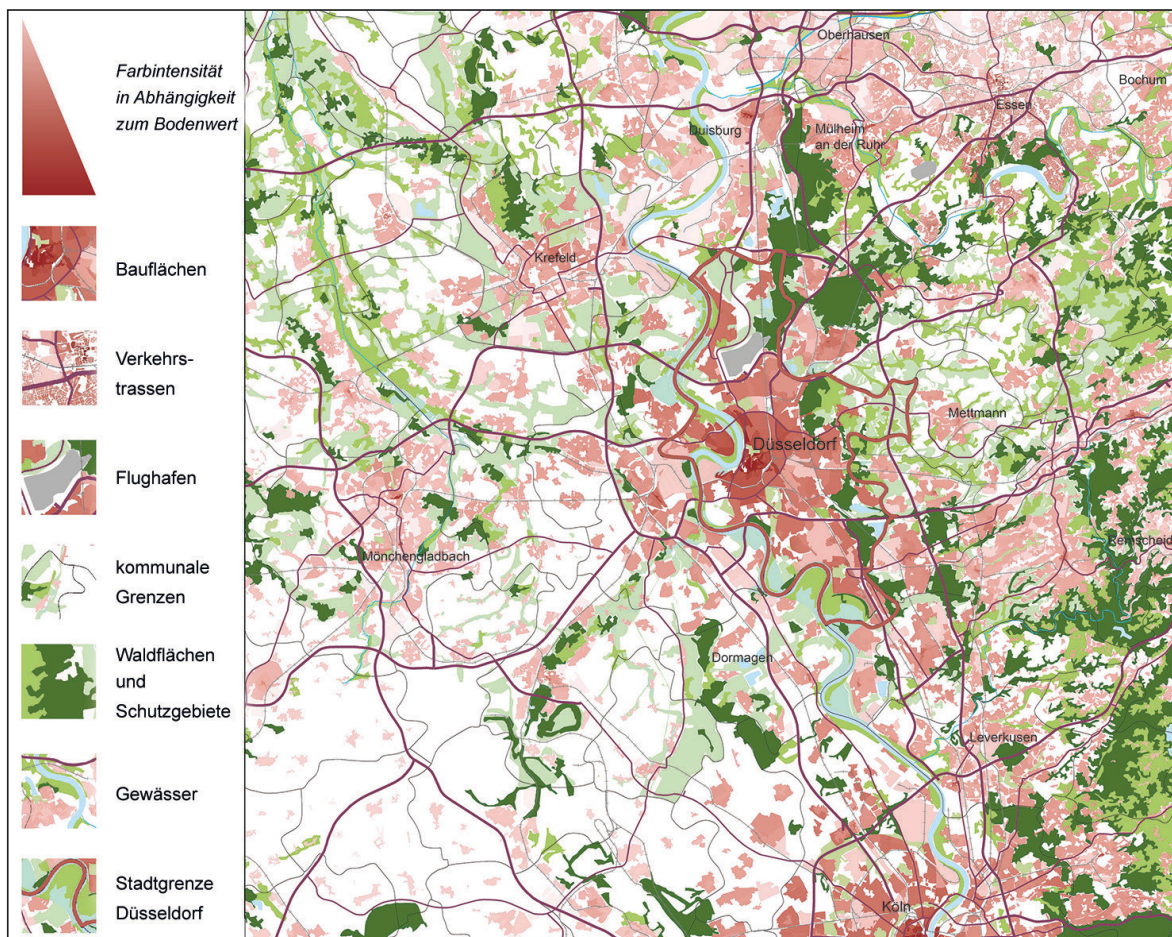 Farbintensität
in Abhängigkeit
zum Bodenwert
Bauflächen
Verkehrs-
trassen
Flughafen
kommunale
Grenzen
Waldflächen
und
Schutzgebiete
Gewässer
Stadtgrenze
Düsseldorf
Oberhausen
Bochum
Essen
Duisburg
Mülheim
an der Ruhr
Krefeld
Mettmann
Düsseldorf
Remscheid
Mönchengladbach
Dormagen
Leverkusen
Köln